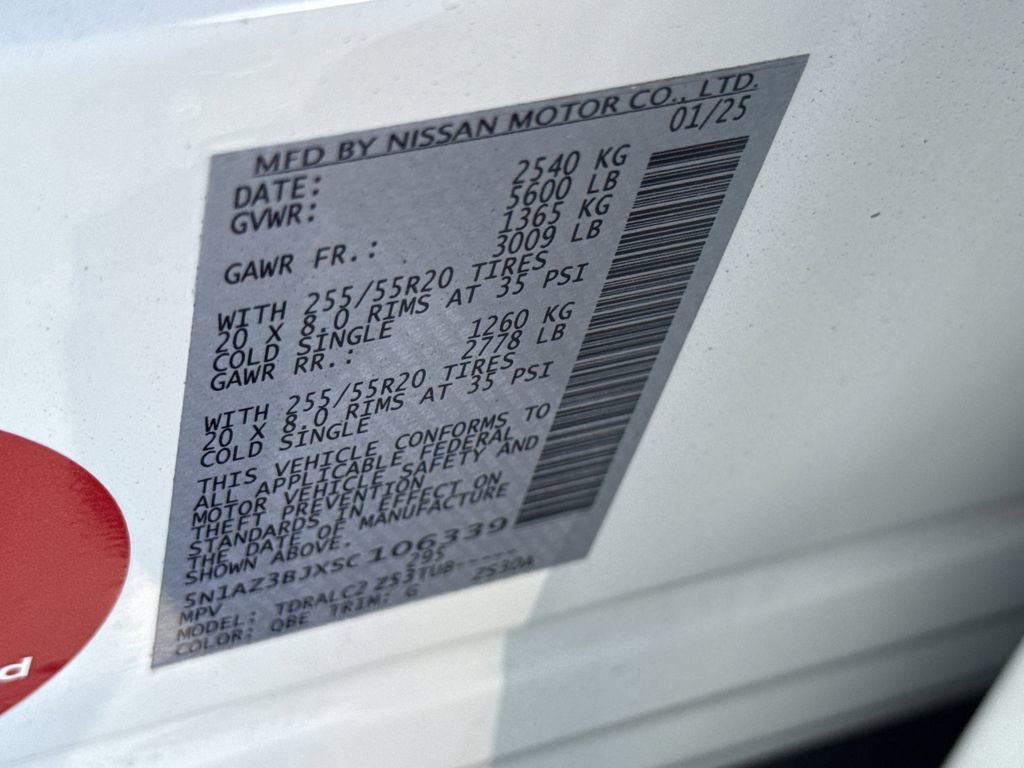 MFD BY NISSAN MOTOR CO., LTD.
DATE: 01/25
GVWR: 2540 KG
5600 LB
GAWR FR.: 1365 KG
3009 LB
WITH 255/55R20 TIRES
20 X 8.0 RIMS AT 35 PSI
COLD SINGLE
GAWR RR.: 1260 KG
2778 LB
WITH 255/55R20 TIRES
20 X 8.0 RIMS AT 35 PSI
COLD SINGLE
THIS VEHICLE CONFORMS TO
ALL APPLICABLE FEDERAL
MOTOR VEHICLE SAFETY AND
THEFT PREVENTION
STANDARDS IN EFFECT ON
THE DATE OF MANUFACTURE
SHOWN ABOVE.
5N1AZ3BJXSC106339
MPV 295
MODEL: TDRALC2 Z53TUB-----
COLOR: QBE TRIM: G Z530A
d